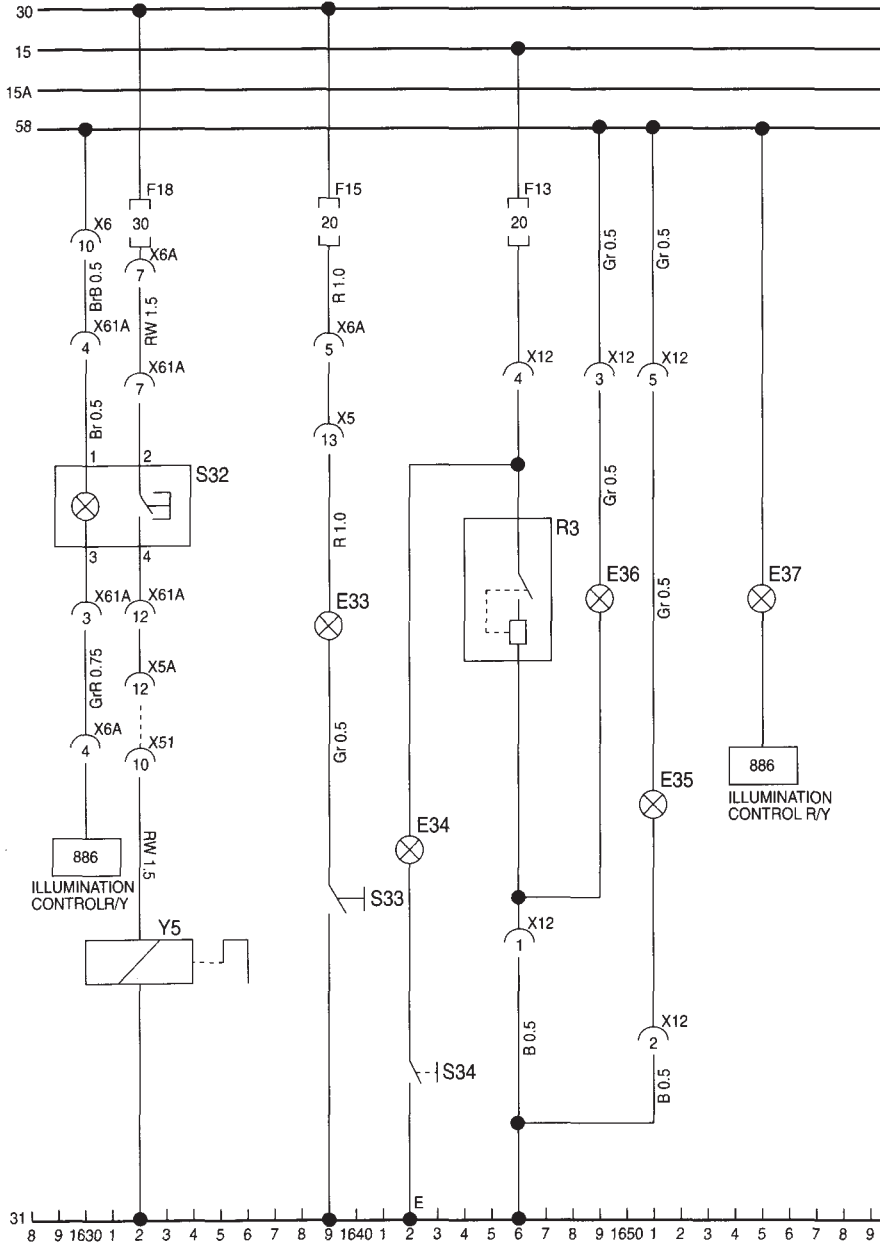 30
15
15A
58
F18 F15 F13
30 20 20
X6
10
X6A
7
BrB 0.5
RW 1.5
R 1.0
Gr 0.5
Gr 0.5
X61A
4
X6A
5
X61A
7
X12
4
X12
3
X12
5
X5
13
Br 0.5
1 2
S32
3 4
R 1.0
Gr 0.5
R3
E36
E37
E33
Gr 0.5
X61A
3
X61A
12
GrR 0.75
X5A
12
X6A
4
X51
10
Gr 0.5
886
ILLUMINATION
CONTROL R/Y
E35
E34
886
ILLUMINATION
CONTROLR/Y
RW 1.5
S33
Y5
X12
1
B 0.5
X12
2
B 0.5
S34
E
31
8 9 1630 1 2 3 4 5 6 7 8 9 1640 1 2 3 4 5 6 7 8 9 1650 1 2 3 4 5 6 7 8 9